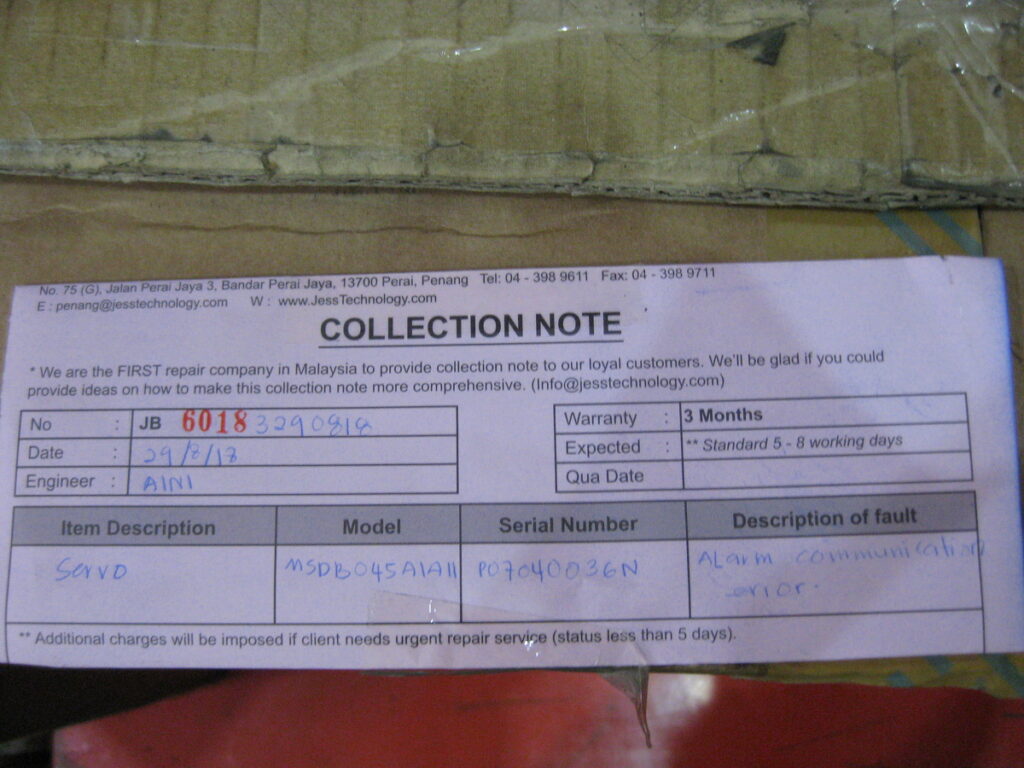 No. 75 (G), Jalan Perai Jaya 3, Bandar Perai Jaya, 13700 Perai, Penang Tel: 04 - 398 9611 Fax: 04 - 398 9711
E : penang@jesstechnology.com W : www.JessTechnology.com
COLLECTION NOTE
* We are the FIRST repair company in Malaysia to provide collection note to our loyal customers. We'll be glad if you could
provide ideas on how to make this collection note more comprehensive. (Info@jesstechnology.com)
No : JB 6018 3290818
Date : 29/8/18
Engineer : AINI
Warranty : 3 Months
Expected : ** Standard 5 - 8 working days
Qua Date
Item Description Model Serial Number Description of fault
Servo MSDB045A1A11 P07040036N ALarm communication
error.
** Additional charges will be imposed if client needs urgent repair service (status less than 5 days).